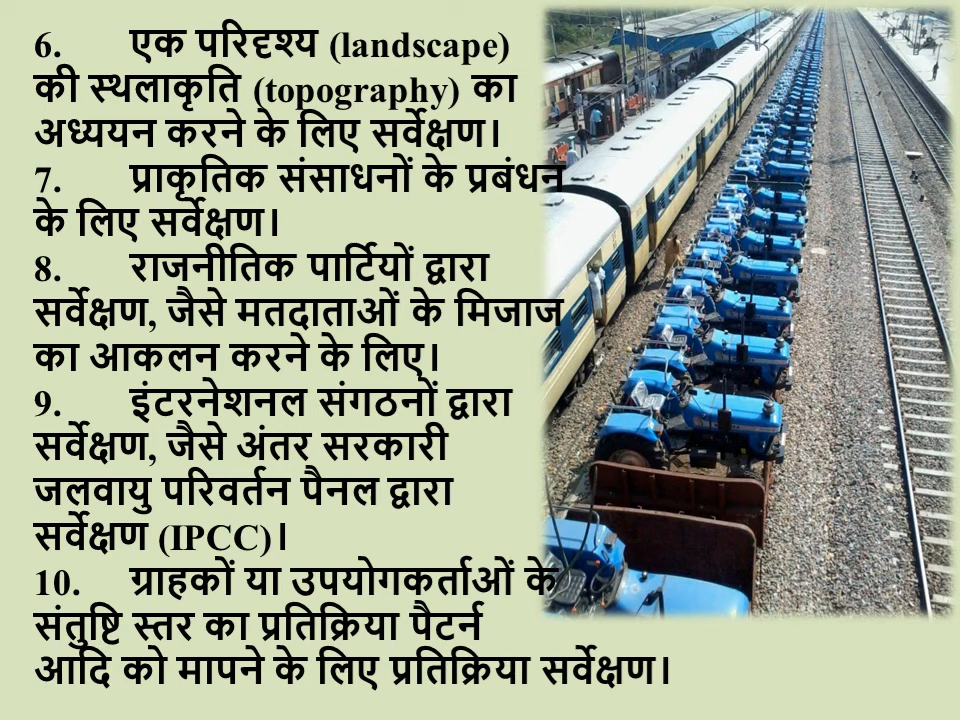 6. एक परिदृश्य (landscape)
की स्थलाकृति (topography) का
अध्ययन करने के लिए सर्वेक्षण।
7. प्राकृतिक संसाधनों के प्रबंधन
के लिए सर्वेक्षण।
8. राजनीतिक पार्टियों द्वारा
सर्वेक्षण, जैसे मतदाताओं के मिजाज
का आकलन करने के लिए।
9. इंटरनेशनल संगठनों द्वारा
सर्वेक्षण, जैसे अंतर सरकारी
जलवायु परिवर्तन पैनल द्वारा
सर्वेक्षण (IPCC)।
10. ग्राहकों या उपयोगकर्ताओं के
संतुष्टि स्तर का प्रतिक्रिया पैटर्न
आदि को मापने के लिए प्रतिक्रिया सर्वेक्षण।